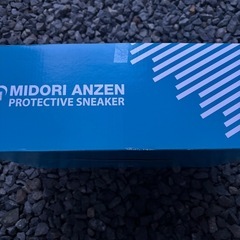 MIDORI ANZEN
PROTECTIVE SNEAKER